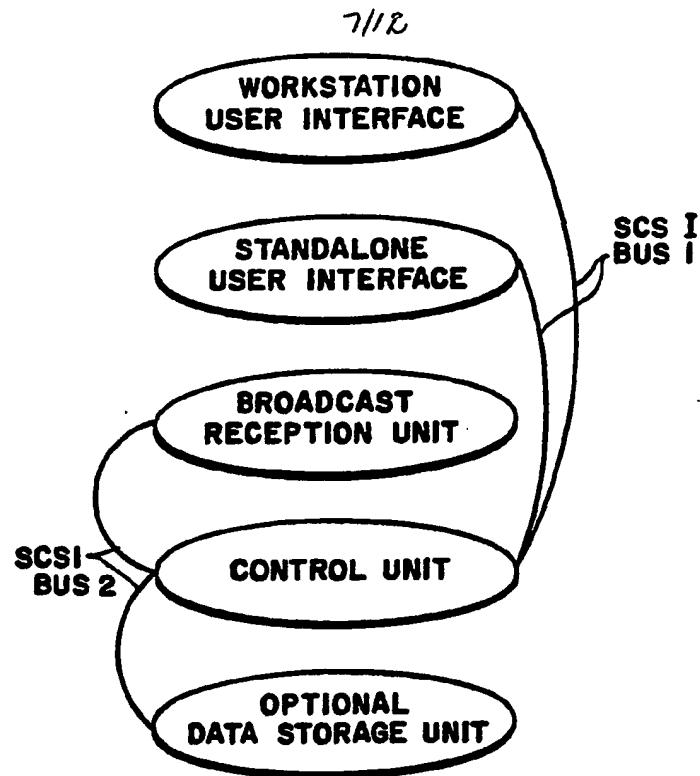 7/12
WORKSTATION
USER INTERFACE
STANDALONE
USER INTERFACE
SCS I
BUS 1
BROADCAST
RECEPTION UNIT
SCSI
BUS 2
CONTROL UNIT
OPTIONAL
DATA STORAGE UNIT